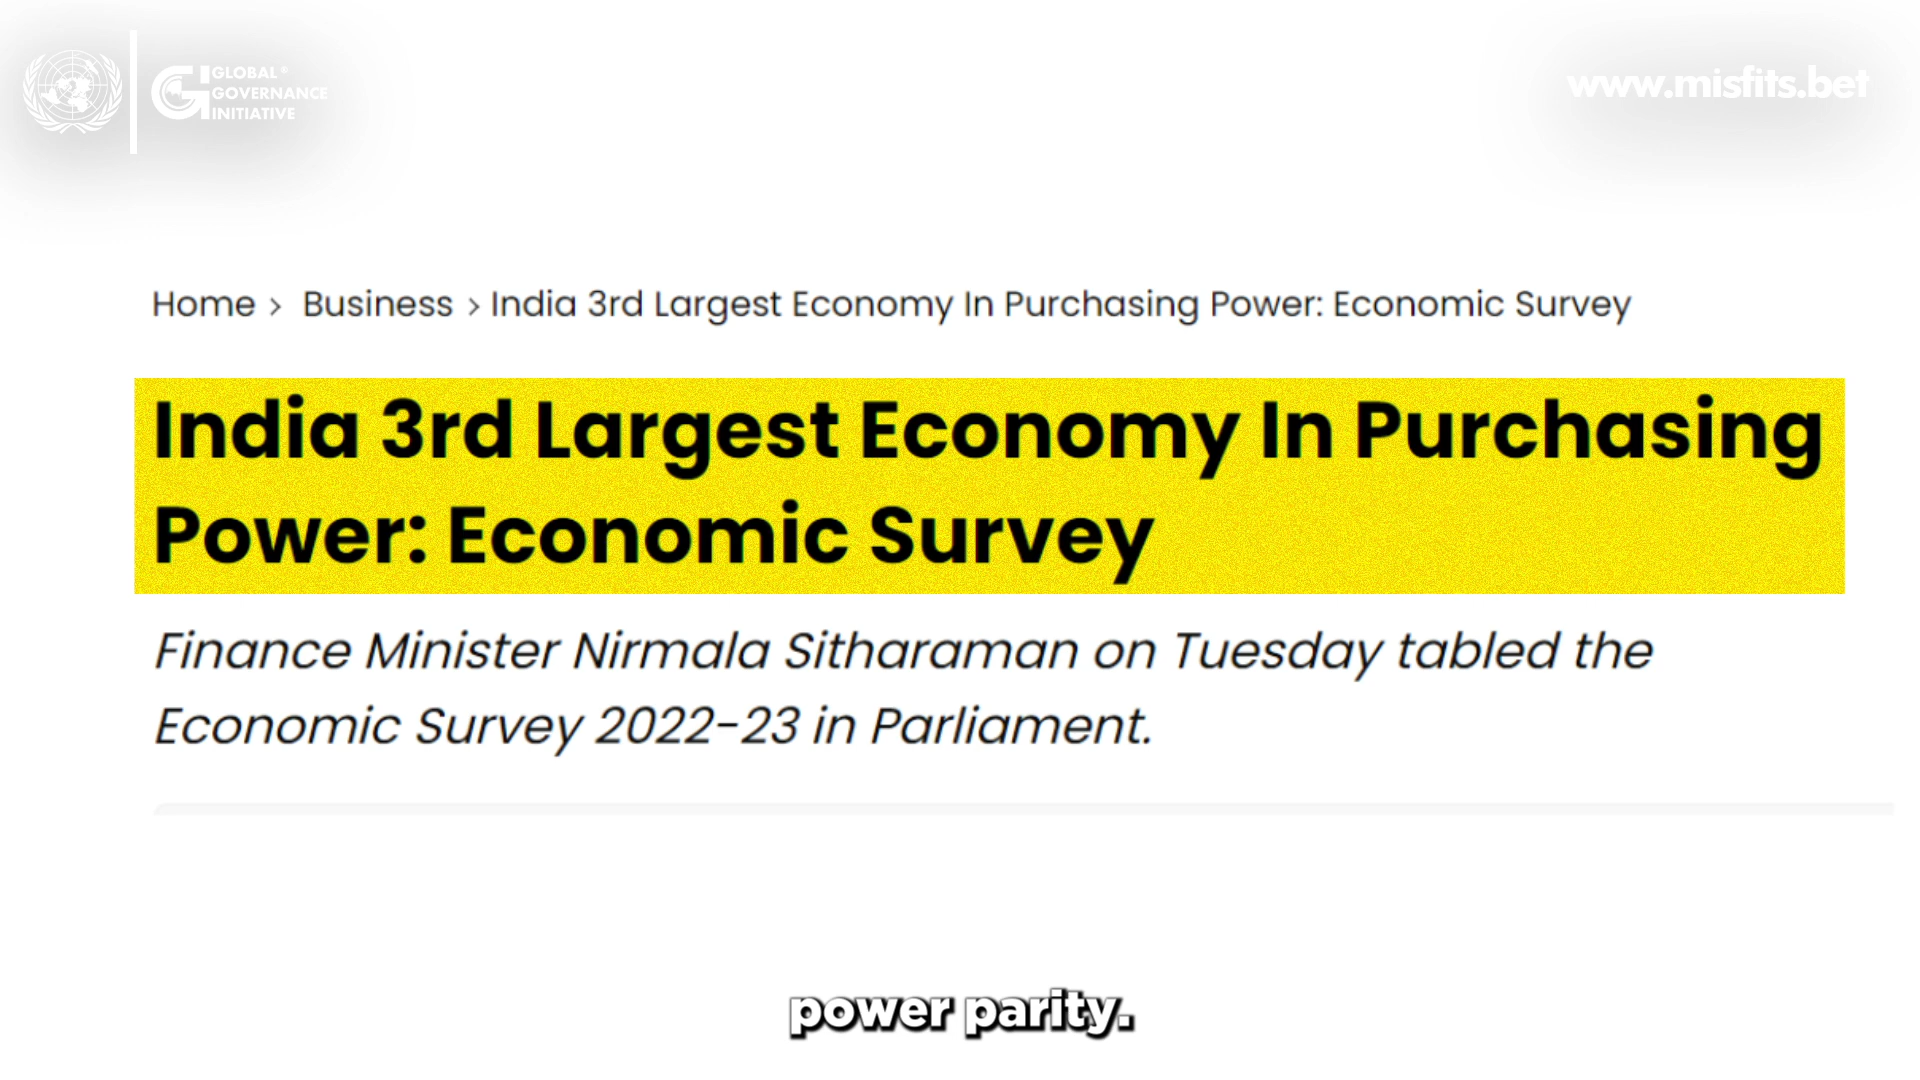 GLOBAL®
GOVERNANCE
INITIATIVE
www.misfits.bet
Home > Business > India 3rd Largest Economy In Purchasing Power: Economic Survey
India 3rd Largest Economy In Purchasing
Power: Economic Survey
Finance Minister Nirmala Sitharaman on Tuesday tabled the
Economic Survey 2022-23 in Parliament.
power parity.